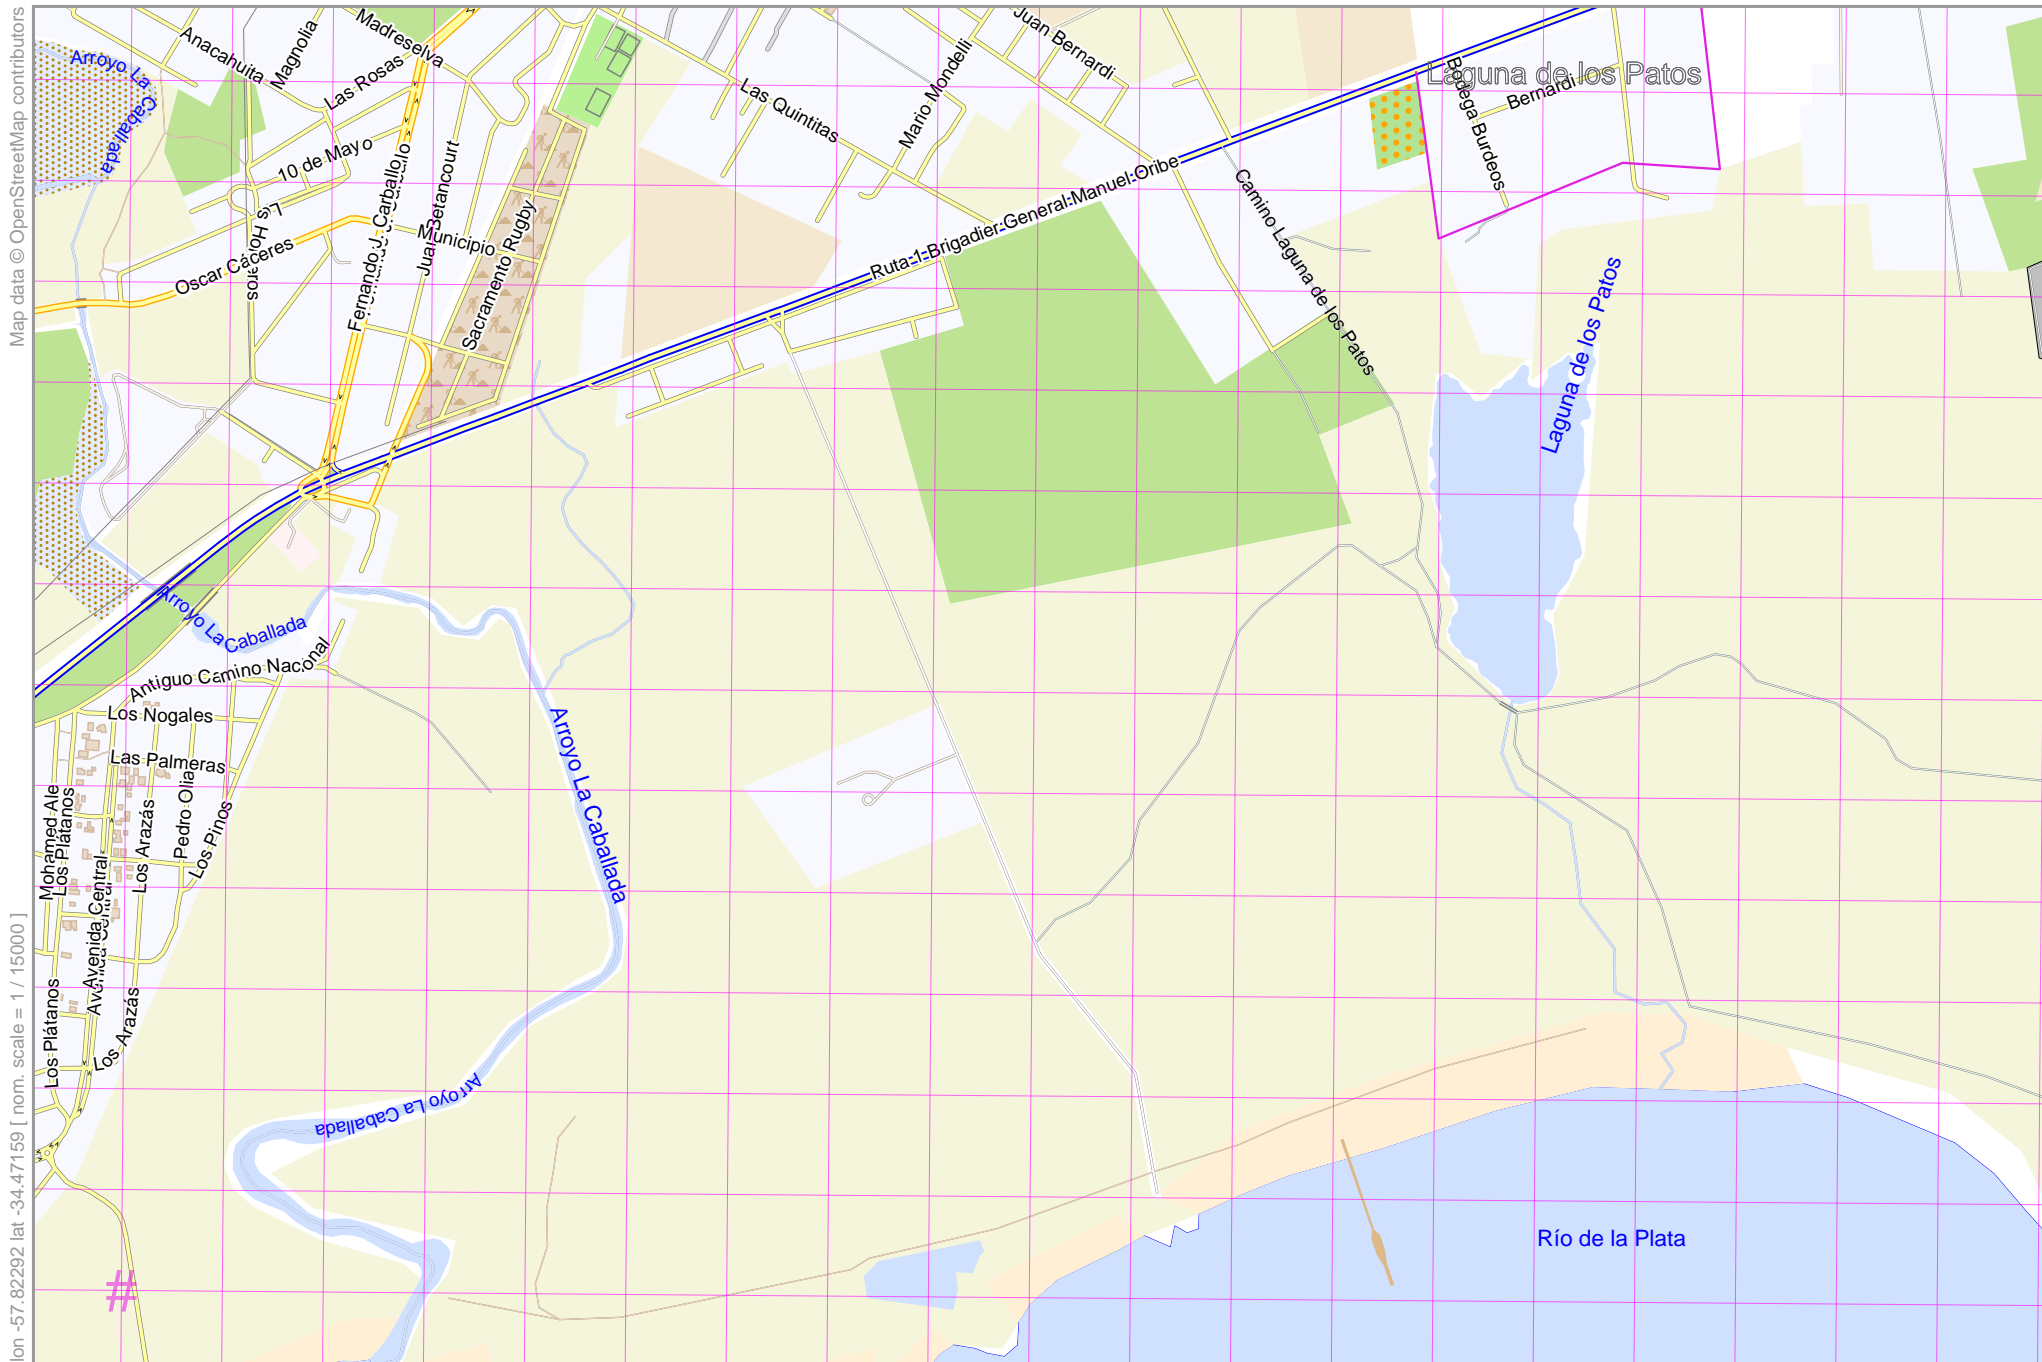 Map data © OpenStreetMap contributors
lon -57.82292 lat -34.47159 [ nom. scale = 1 / 15000 ]
Arroyo La Caballada
Anacahuita
Magnolia
Madreselva
Las Rosas
10 de Mayo
Las Hortensias
Oscar Cáceres
Fernando J. Carballo
Juan Betancourt
Municipio
Sacramento Rugby
Las Quintitas
Mario Mondelli
Juan Bernardi
Ruta 1 Brigadier General Manuel Oribe
Camino Laguna de los Patos
Laguna de los Patos
Bodega Burdeos
Bernardi
Laguna de los Patos
Arroyo La Caballada
Antiguo Camino Nacional
Los Nogales
Las Palmeras
Mohamed Ale
Los Plátanos
Avenida Central
Avenida Central
Los Arazás
Pedro Olia
Los Pinos
Los Plátanos
Los Arazás
Arroyo La Caballada
Arroyo La Caballada
Río de la Plata
#